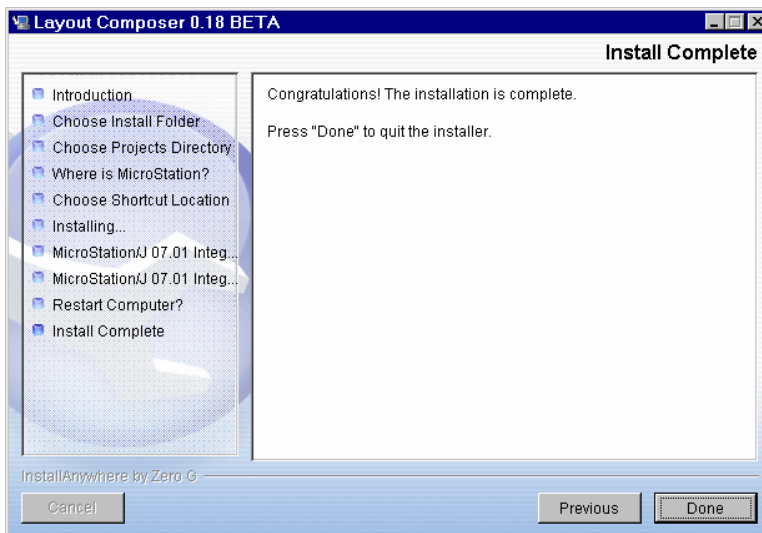 Layout Composer 0.18 BETA
Install Complete
Introduction
Choose Install Folder
Choose Projects Directory
Where is MicroStation?
Choose Shortcut Location
Installing...
MicroStation/J 07.01 Integ...
MicroStation/J 07.01 Integ...
Restart Computer?
Install Complete
Congratulations! The installation is complete.
Press "Done" to quit the installer.
InstallAnywhere by Zero G
Cancel
Previous
Done